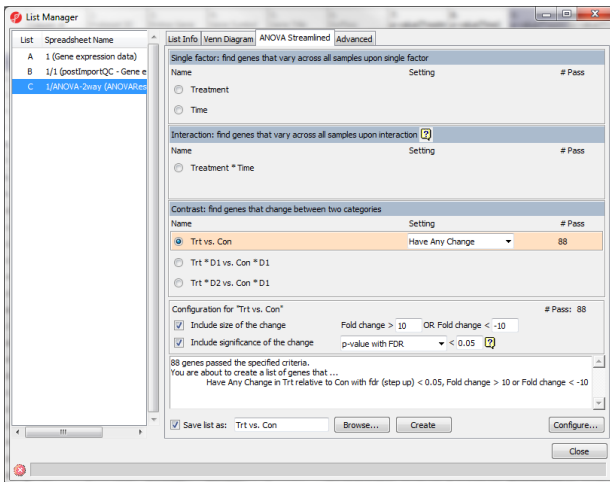 List Manager
List Spreadsheet Name
A 1 (Gene expression data)
B 1/1 (postImportQC - Gene e
C 1/ANOVA-2way (ANOVARes
List Info Venn Diagram ANOVA Streamlined Advanced
Single factor: find genes that vary across all samples upon single factor
Name Setting # Pass
Treatment
Time
Interaction: find genes that vary across all samples upon interaction ?
Name Setting # Pass
Treatment * Time
Contrast: find genes that change between two categories
Name Setting # Pass
Trt vs. Con Have Any Change 88
Trt * D1 vs. Con * D1
Trt * D2 vs. Con * D1
Configuration for "Trt vs. Con" # Pass: 88
Include size of the change Fold change > 10 OR Fold change < -10
Include significance of the change p-value with FDR < 0.05 ?
88 genes passed the specified criteria.
You are about to create a list of genes that ...
Have Any Change in Trt relative to Con with fdr (step up) < 0.05, Fold change > 10 or Fold change < -10
Save list as: Trt vs. Con Browse... Create Configure...
Close